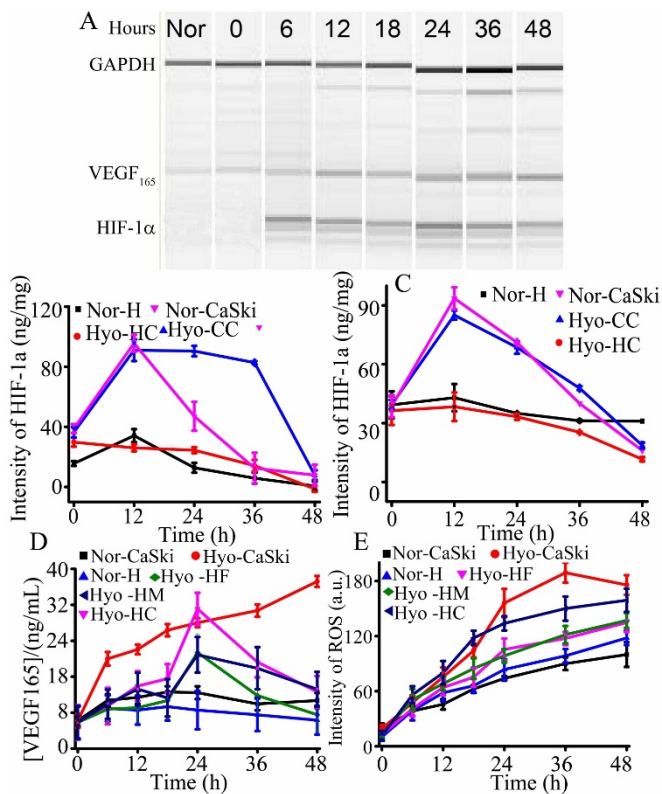 A Hours Nor 0 6 12 18 24 36 48
GAPDH
VEGF165
HIF-1α
Intensity of HIF-1a (ng/mg)
120
80
40
0
Nor-H Nor-CaSki
Hyo-HC Hyo-CC
0 12 24 36 48
Time (h)
C
Intensity of HIF-1a (ng/mg)
90
60
30
0
Nor-H
Nor-CaSki
Hyo-CC
Hyo-HC
0 12 24 36 48
Time (h)
D
[VEGF165]/(ng/mL)
40
32
24
16
8
0
Nor-CaSki Hyo-CaSki
Nor-H Hyo -HF
Hyo -HM
Hyo-HC
0 12 24 36 48
Time (h)
E
Intensity of ROS (a.u.)
180
120
60
0
Nor-CaSki Hyo-CaSki
Nor-H Hyo-HF
Hyo -HM
Hyo-HC
0 12 24 36 48
Time (h)